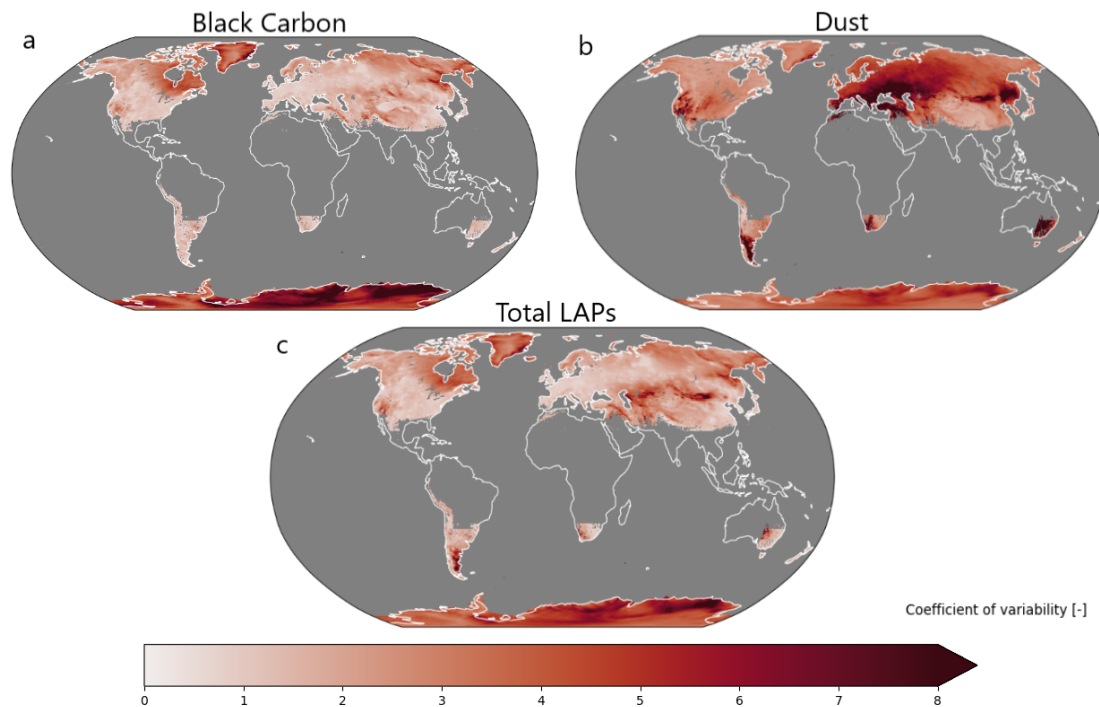 Black Carbon
Dust
a
b
Total LAPs
c
Coefficient of variability [-]
0 1 2 3 4 5 6 7 8